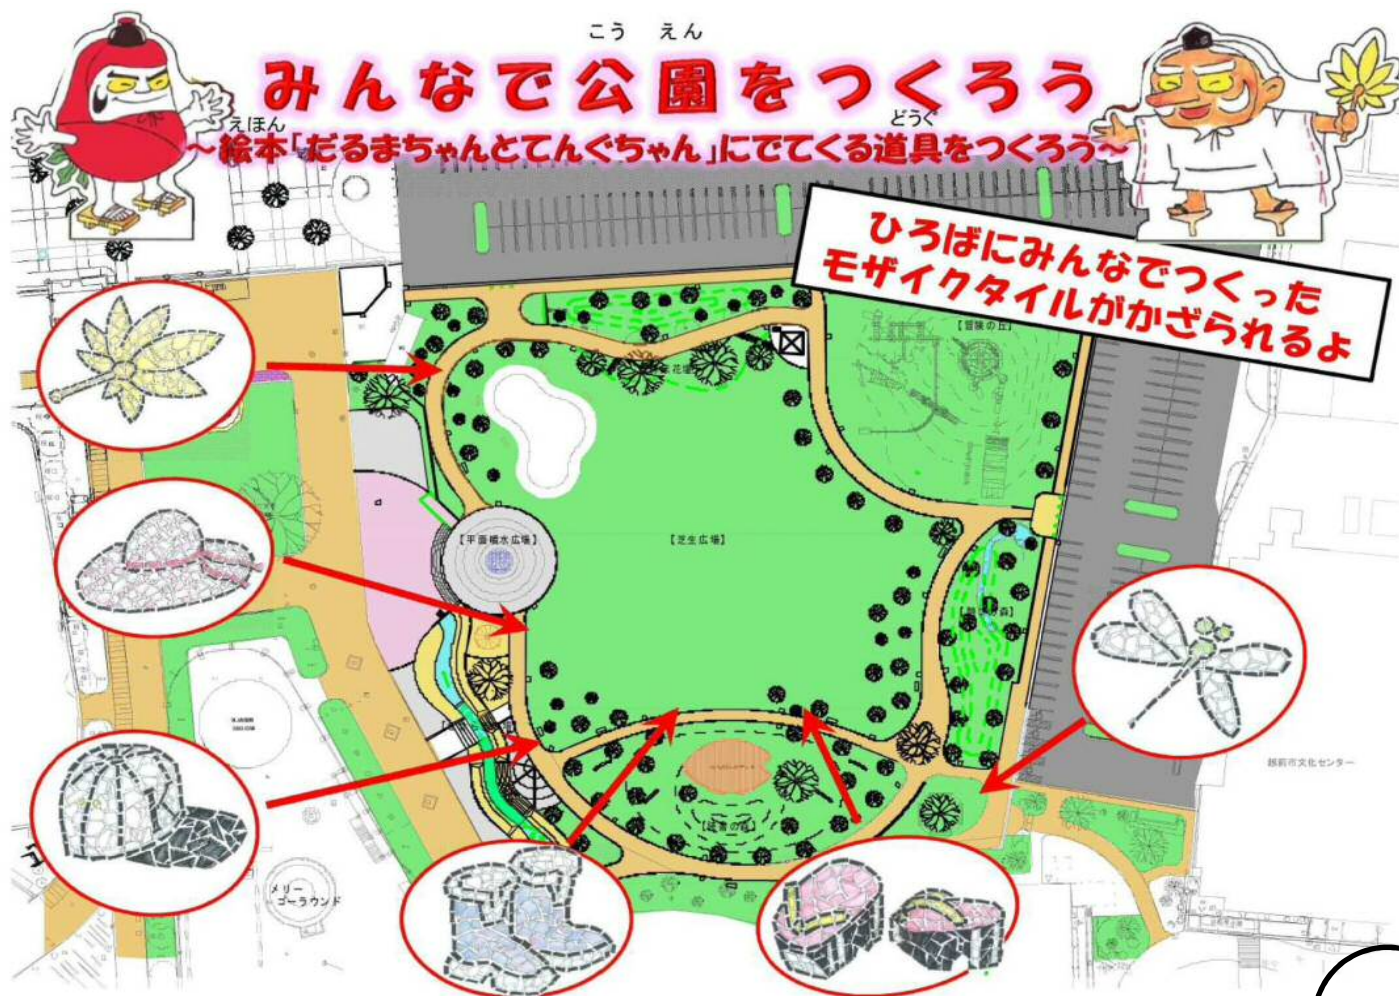 こう えん
みんなで公園をつくろう
えほん
どうぐ
～絵本「だるまちゃんとてんぐちゃん」にでてくる道具をつくろう～
ひろばにみんなでつくった
モザイクタイルがかざられるよ
【冒険の丘】
【平面噴水広場】
【芝生広場】
越前市文化センター
【読書の森】
メリー
ゴーラウンド